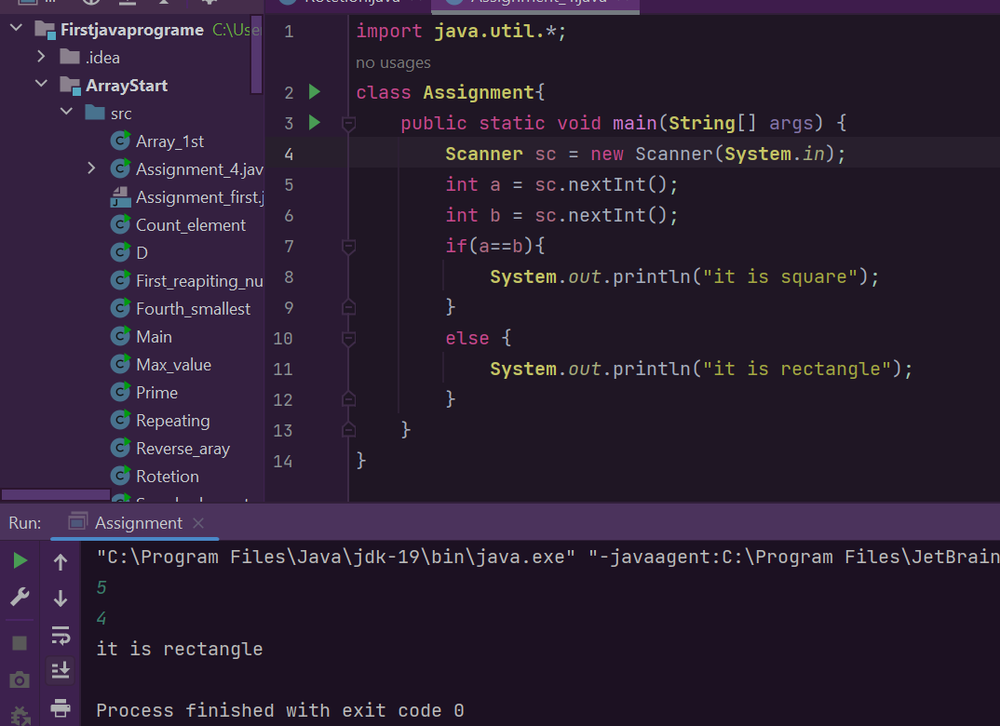 Firstjavaprograme C:\Use
.idea
ArrayStart
src
Array_1st
Assignment_4.jav
Assignment_first.j
Count_element
D
First_reapiting_nu
Fourth_smallest
Main
Max_value
Prime
Repeating
Reverse_aray
Rotetion
1 import java.util.*;
no usages
2 class Assignment{
3 public static void main(String[] args) {
4 Scanner sc = new Scanner(System.in);
5 int a = sc.nextInt();
6 int b = sc.nextInt();
7 if(a==b){
8 System.out.println("it is square");
9 }
10 else {
11 System.out.println("it is rectangle");
12 }
13 }
14 }
Run: Assignment
"C:\Program Files\Java\jdk-19\bin\java.exe" "-javaagent:C:\Program Files\JetBrain
5
4
it is rectangle
Process finished with exit code 0